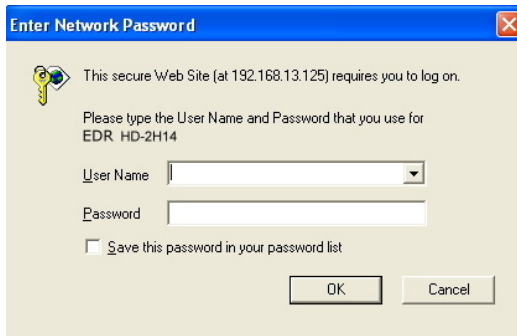 Enter Network Password
This secure Web Site (at 192.168.13.125) requires you to log on.
Please type the User Name and Password that you use for
EDR HD-2H14
User Name
Password
Save this password in your password list
OK Cancel